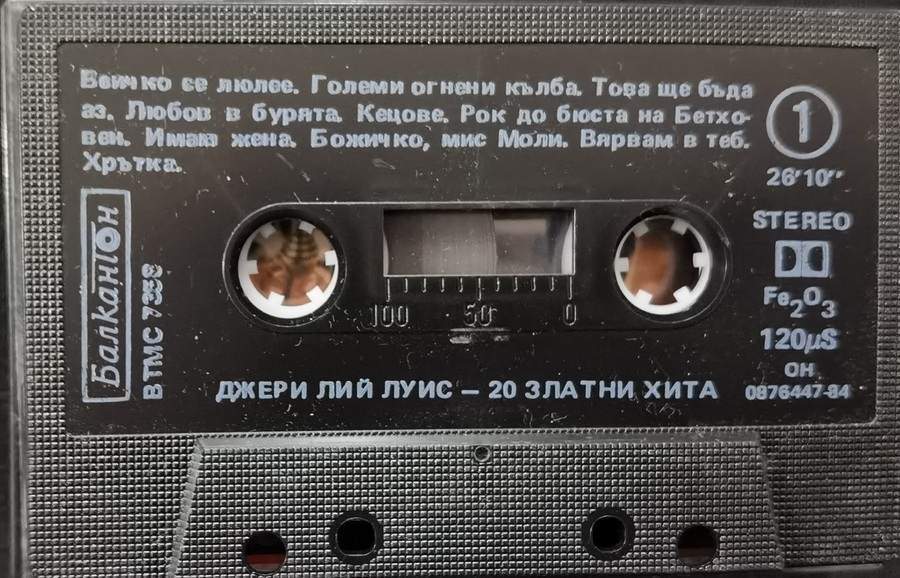 Всичко се люлее. Големи огнени кълба. Това ще бъда
аз. Любов в бурята. Кецове. Рок до бюста на Бетхо-
вен. Имам жена. Божичко, мис Моли. Вярвам в теб.
Хрътка.
1
26'10"
Балкантон
ВТМС 7358
STEREO
Fe2O3
120µS
ОН
0876447-84
100 50 0
ДЖЕРИ ЛИЙ ЛУИС – 20 ЗЛАТНИ ХИТА